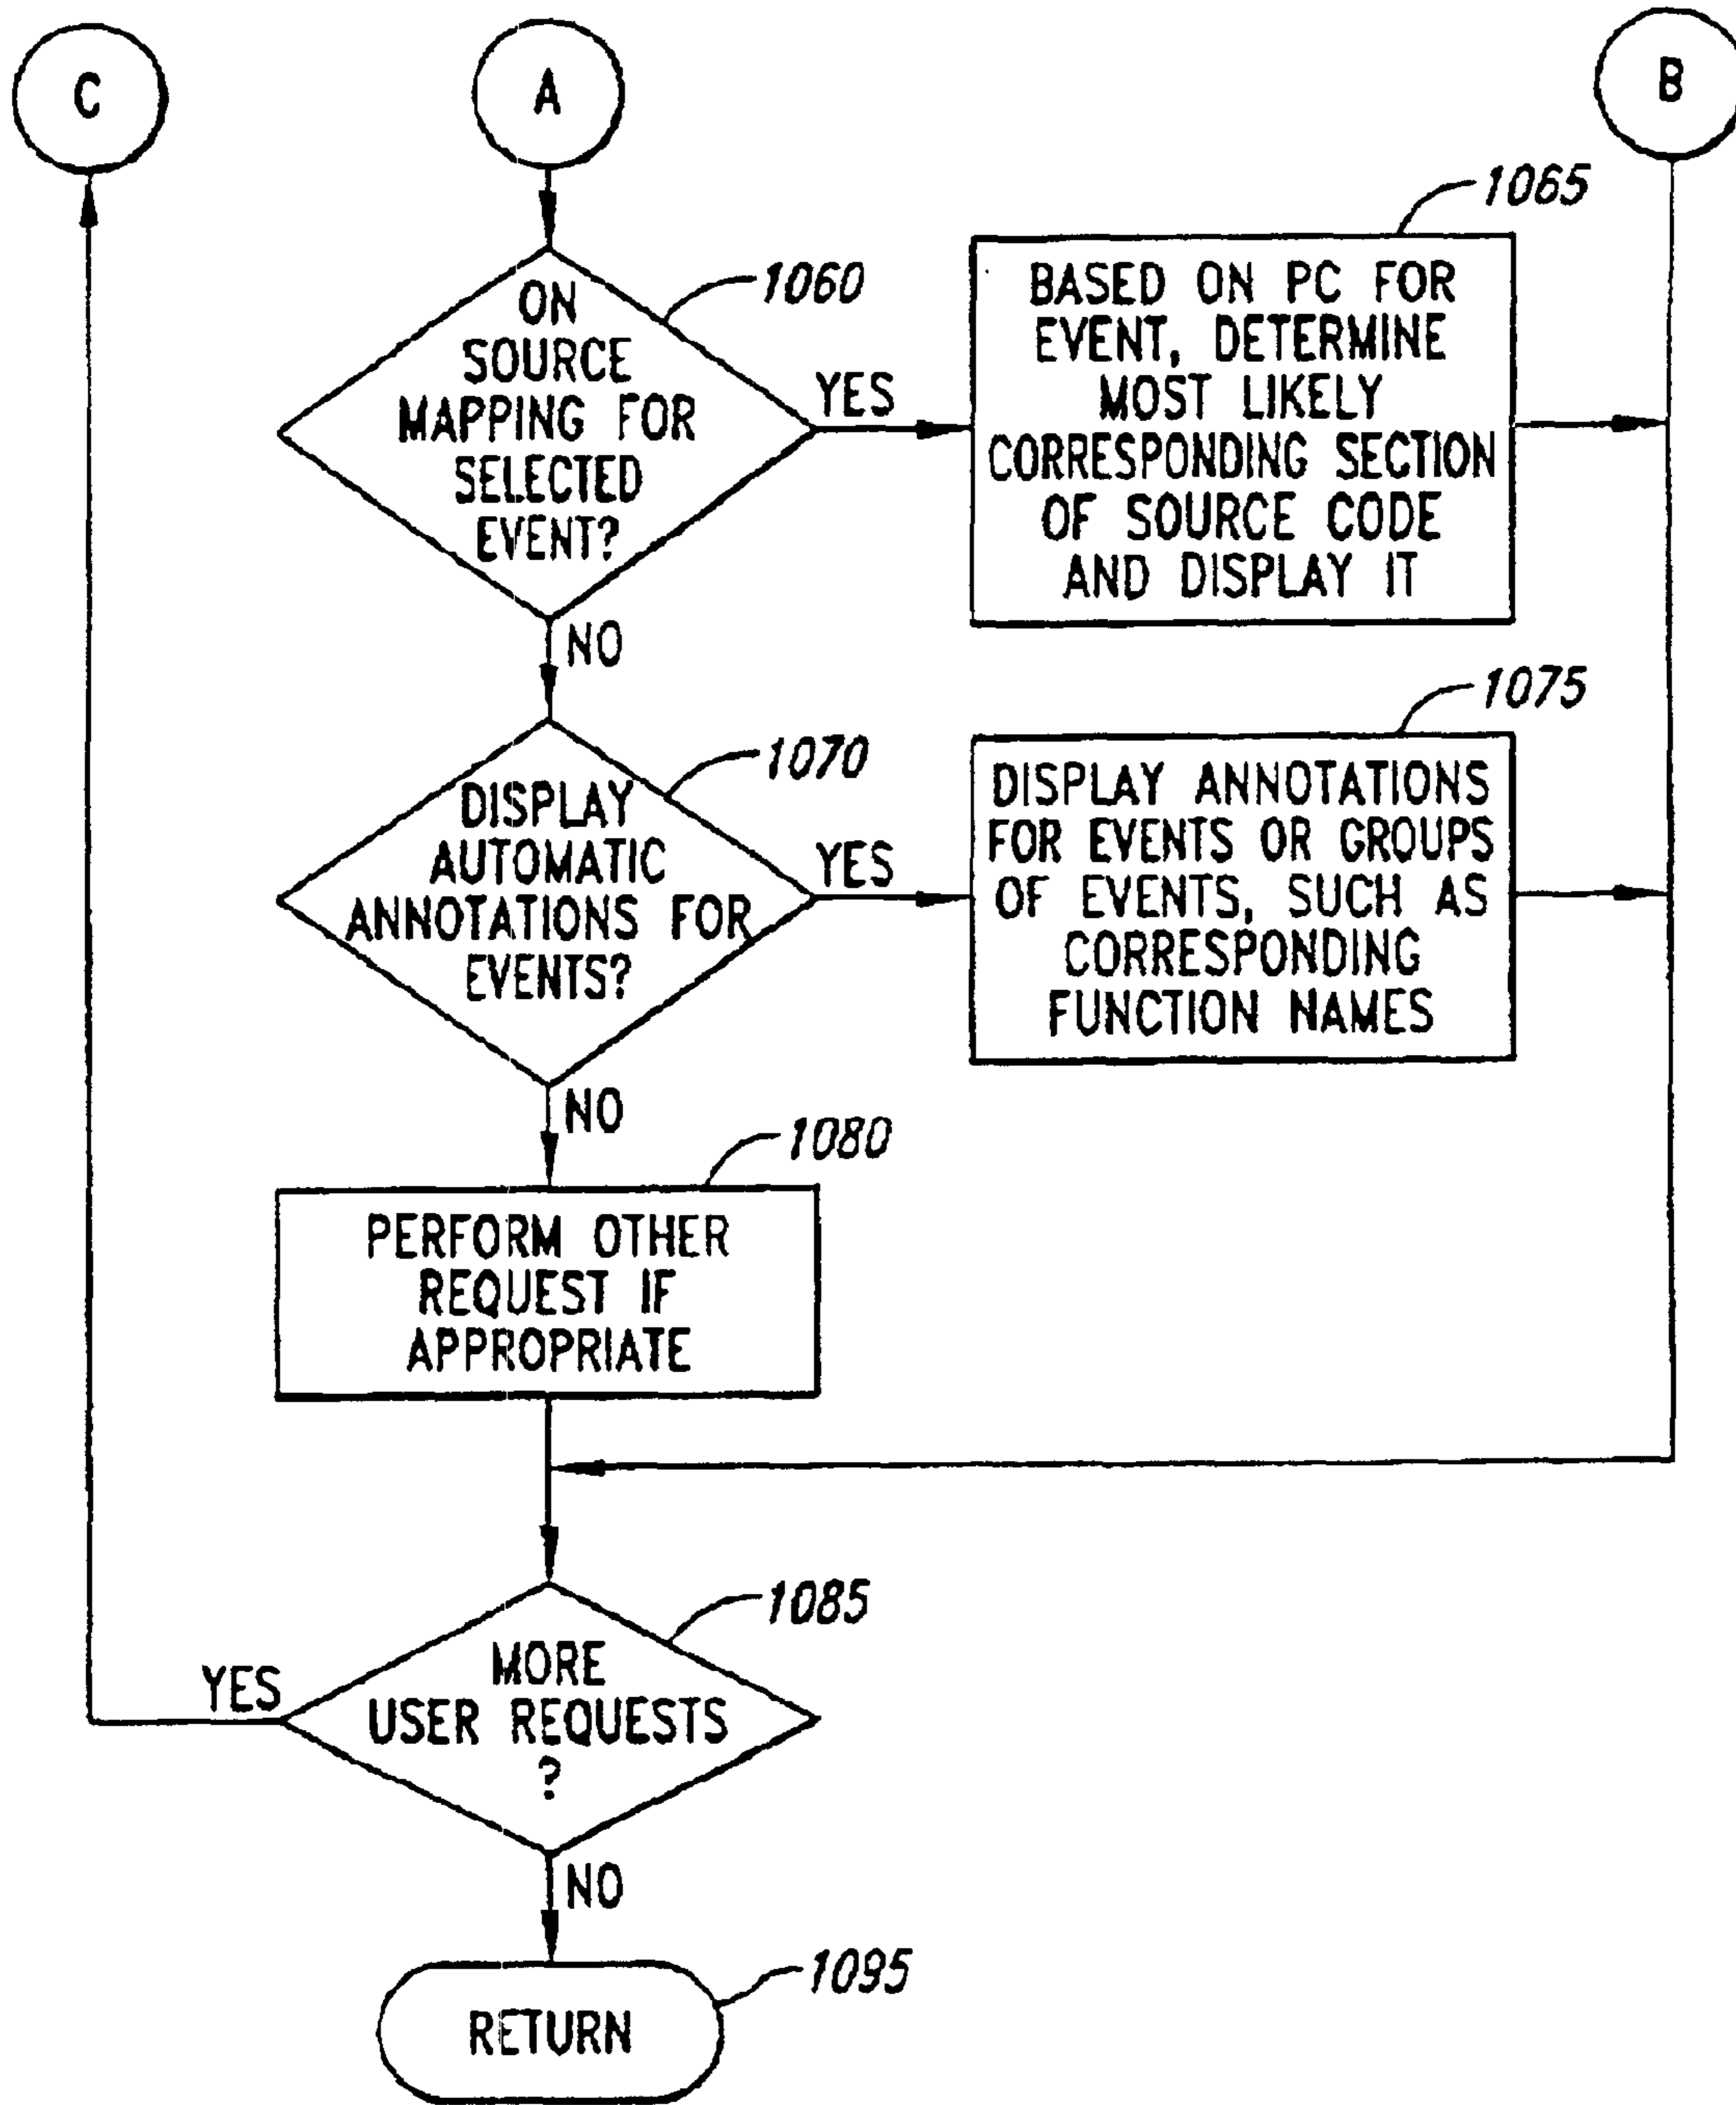 C
A
B
1060
ON
SOURCE
MAPPING FOR
SELECTED
EVENT?
YES
NO
1065
BASED ON PC FOR
EVENT, DETERMINE
MOST LIKELY
CORRESPONDING SECTION
OF SOURCE CODE
AND DISPLAY IT
1070
DISPLAY
AUTOMATIC
ANNOTATIONS FOR
EVENTS?
YES
NO
1075
DISPLAY ANNOTATIONS
FOR EVENTS OR GROUPS
OF EVENTS, SUCH AS
CORRESPONDING
FUNCTION NAMES
1080
PERFORM OTHER
REQUEST IF
APPROPRIATE
1085
MORE
USER REQUESTS
?
YES
NO
1095
RETURN